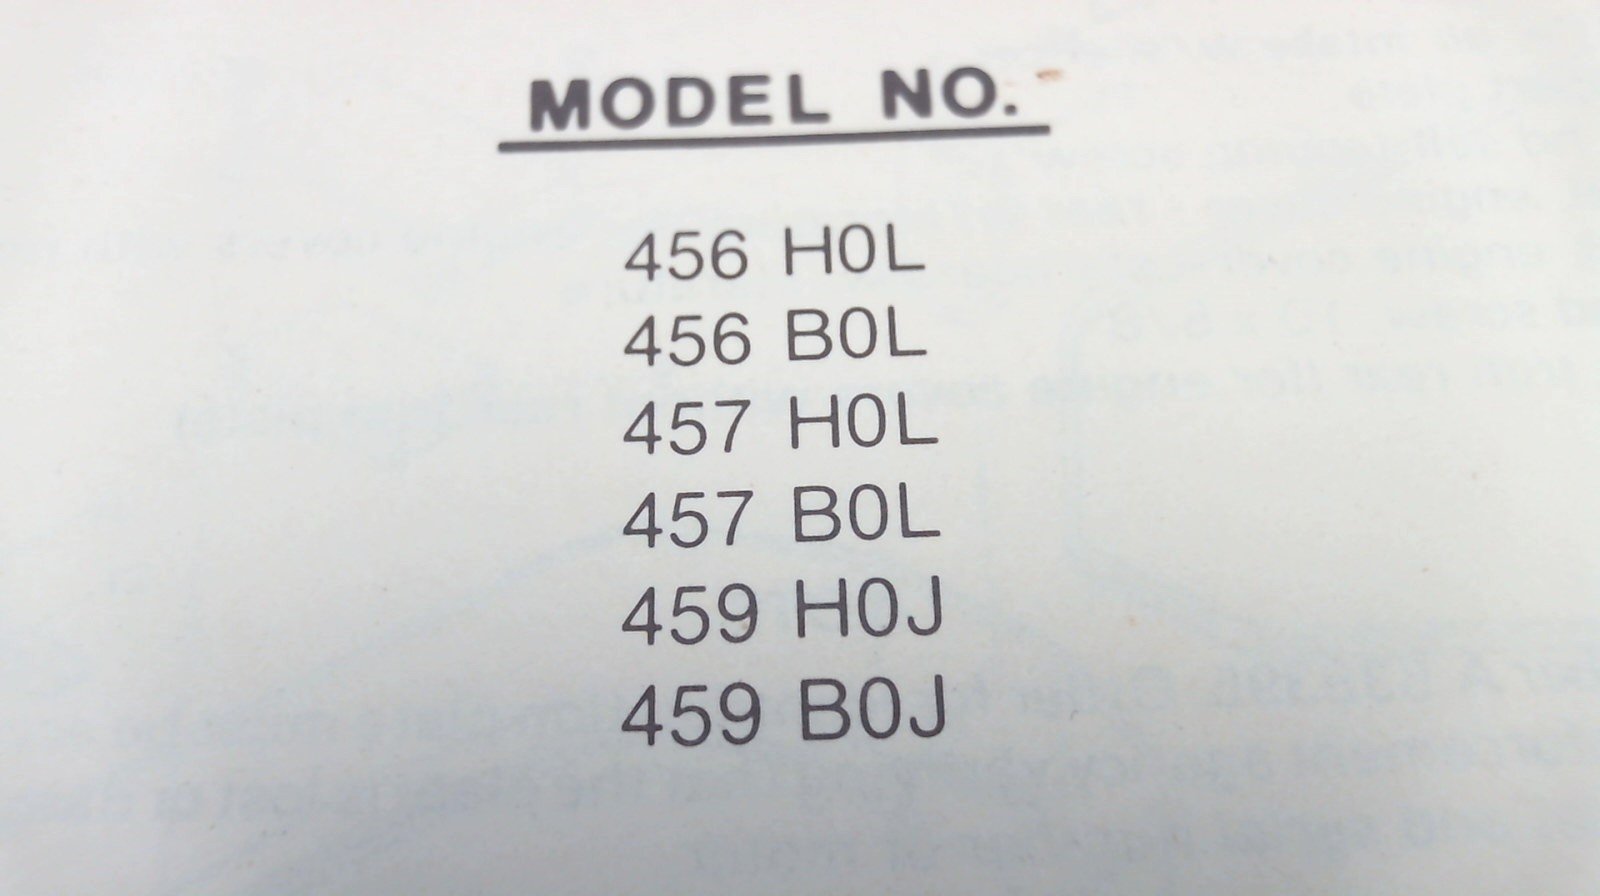 MODEL NO.
456 H0L
456 B0L
457 H0L
457 B0L
459 H0J
459 B0J